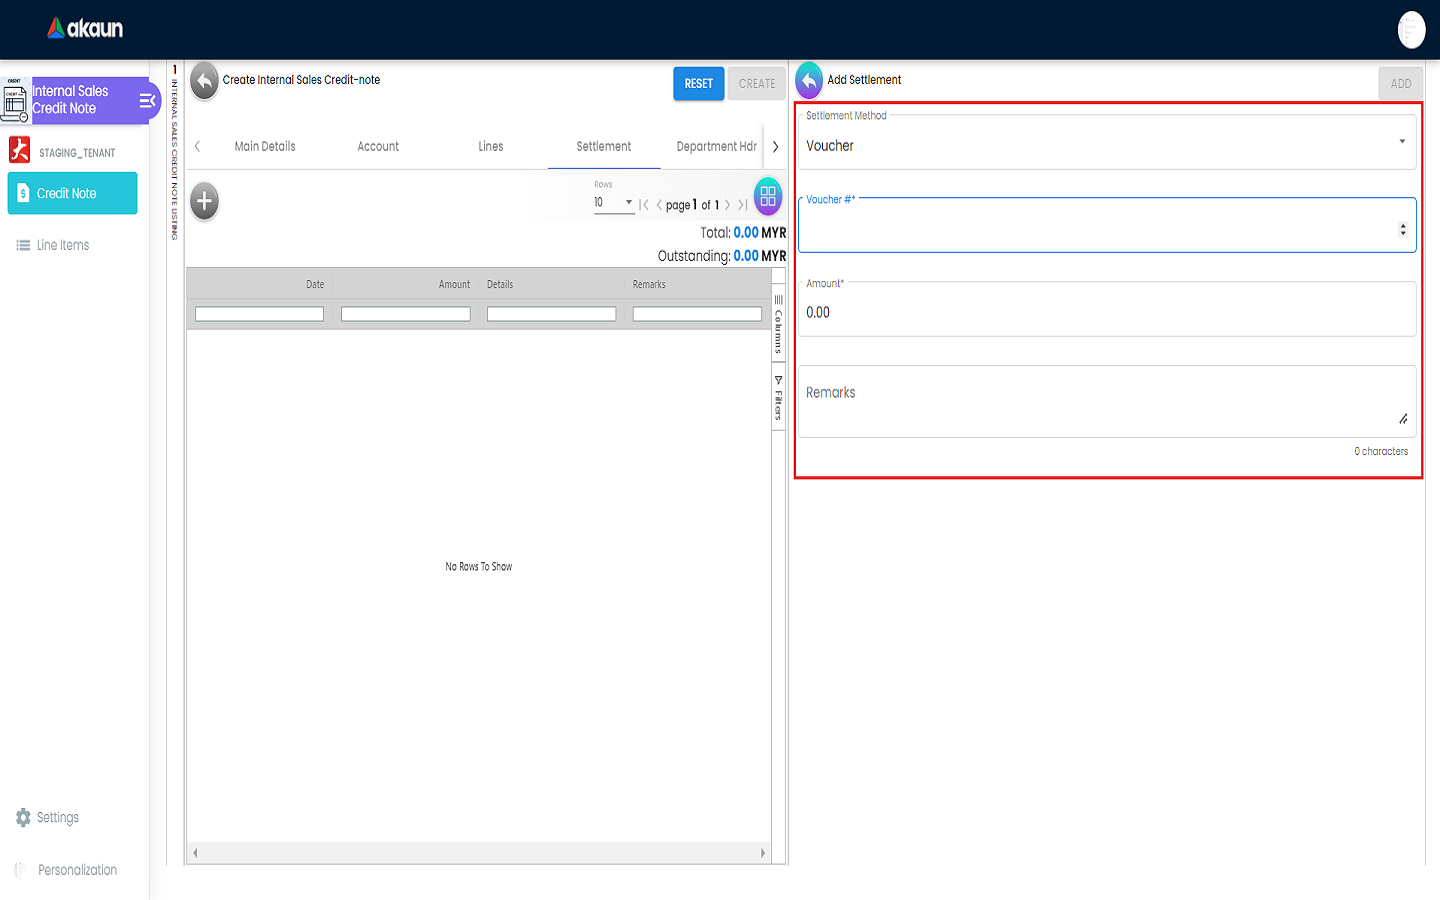 akaun
CREDIT
Internal Sales
Credit Note
STAGING_TENANT
Credit Note
Line Items
Settings
Personalization
1
INTERNAL SALES CREDIT NOTE LISTING
Create Internal Sales Credit-note
RESET
CREATE
Main Details
Account
Lines
Settlement
Department Hdr
Rows
10
page 1 of 1
Total: 0.00 MYR
Outstanding: 0.00 MYR
Date
Amount
Details
Remarks
Columns
Filters
No Rows To Show
Add Settlement
ADD
Settlement Method
Voucher
Voucher #*
Amount*
0.00
Remarks
0 characters